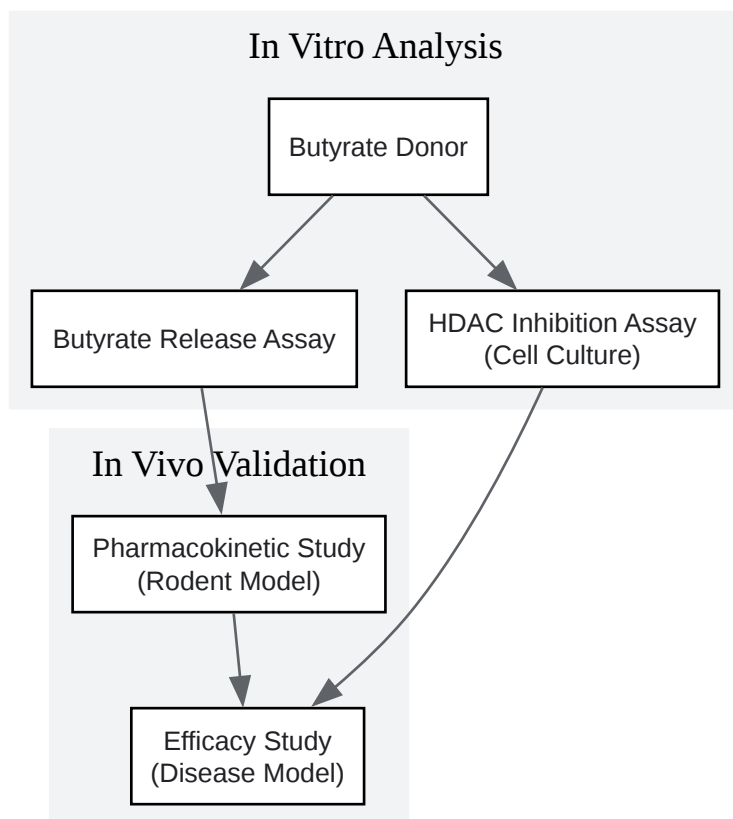 In Vitro Analysis
Butyrate Donor
Butyrate Release Assay
HDAC Inhibition Assay
(Cell Culture)
In Vivo Validation
Pharmacokinetic Study
(Rodent Model)
Efficacy Study
(Disease Model)